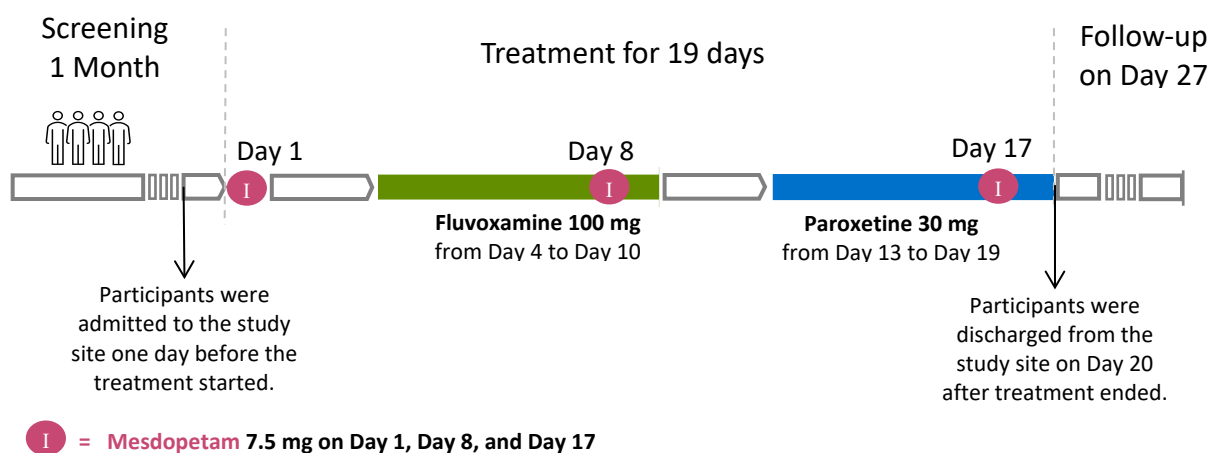 Screening
1 Month
Treatment for 19 days
Follow-up
on Day 27
Day 1
Day 8
Day 17
I
I
I
Fluvoxamine 100 mg
from Day 4 to Day 10
Paroxetine 30 mg
from Day 13 to Day 19
Participants were
admitted to the study
site one day before the
treatment started.
Participants were
discharged from the
study site on Day 20
after treatment ended.
I = Mesdopetam 7.5 mg on Day 1, Day 8, and Day 17